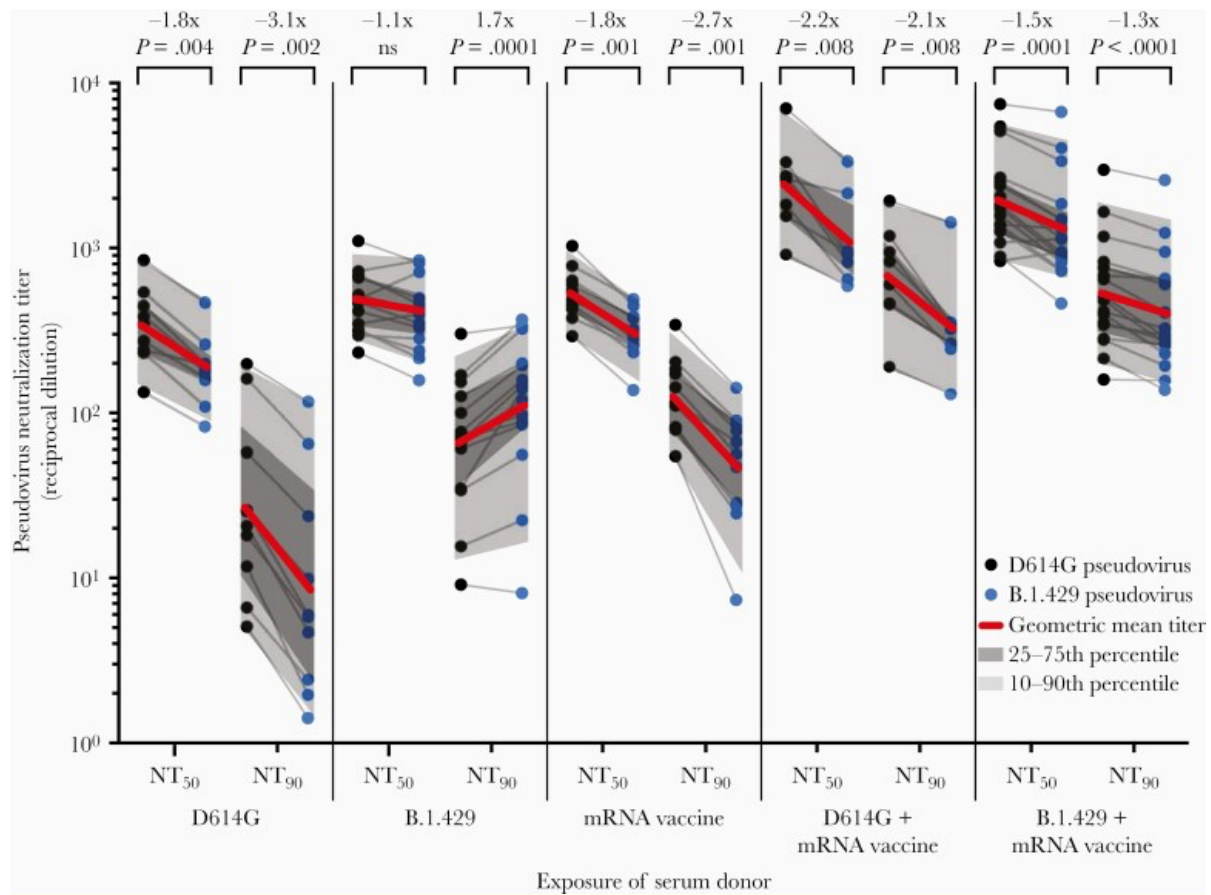 −1.8x −3.1x −1.1x 1.7x −1.8x −2.7x −2.2x −2.1x −1.5x −1.3x
P = .004 P = .002 ns P = .0001 P = .001 P = .001 P = .008 P = .008 P = .0001 P < .0001
10⁴
10³
10²
10¹
10⁰
Pseudovirus neutralization titer
(reciprocal dilution)
D614G pseudovirus
B.1.429 pseudovirus
Geometric mean titer
25–75th percentile
10–90th percentile
NT₅₀ NT₉₀ NT₅₀ NT₉₀ NT₅₀ NT₉₀ NT₅₀ NT₉₀ NT₅₀ NT₉₀
D614G B.1.429 mRNA vaccine D614G + B.1.429 +
mRNA vaccine mRNA vaccine
Exposure of serum donor